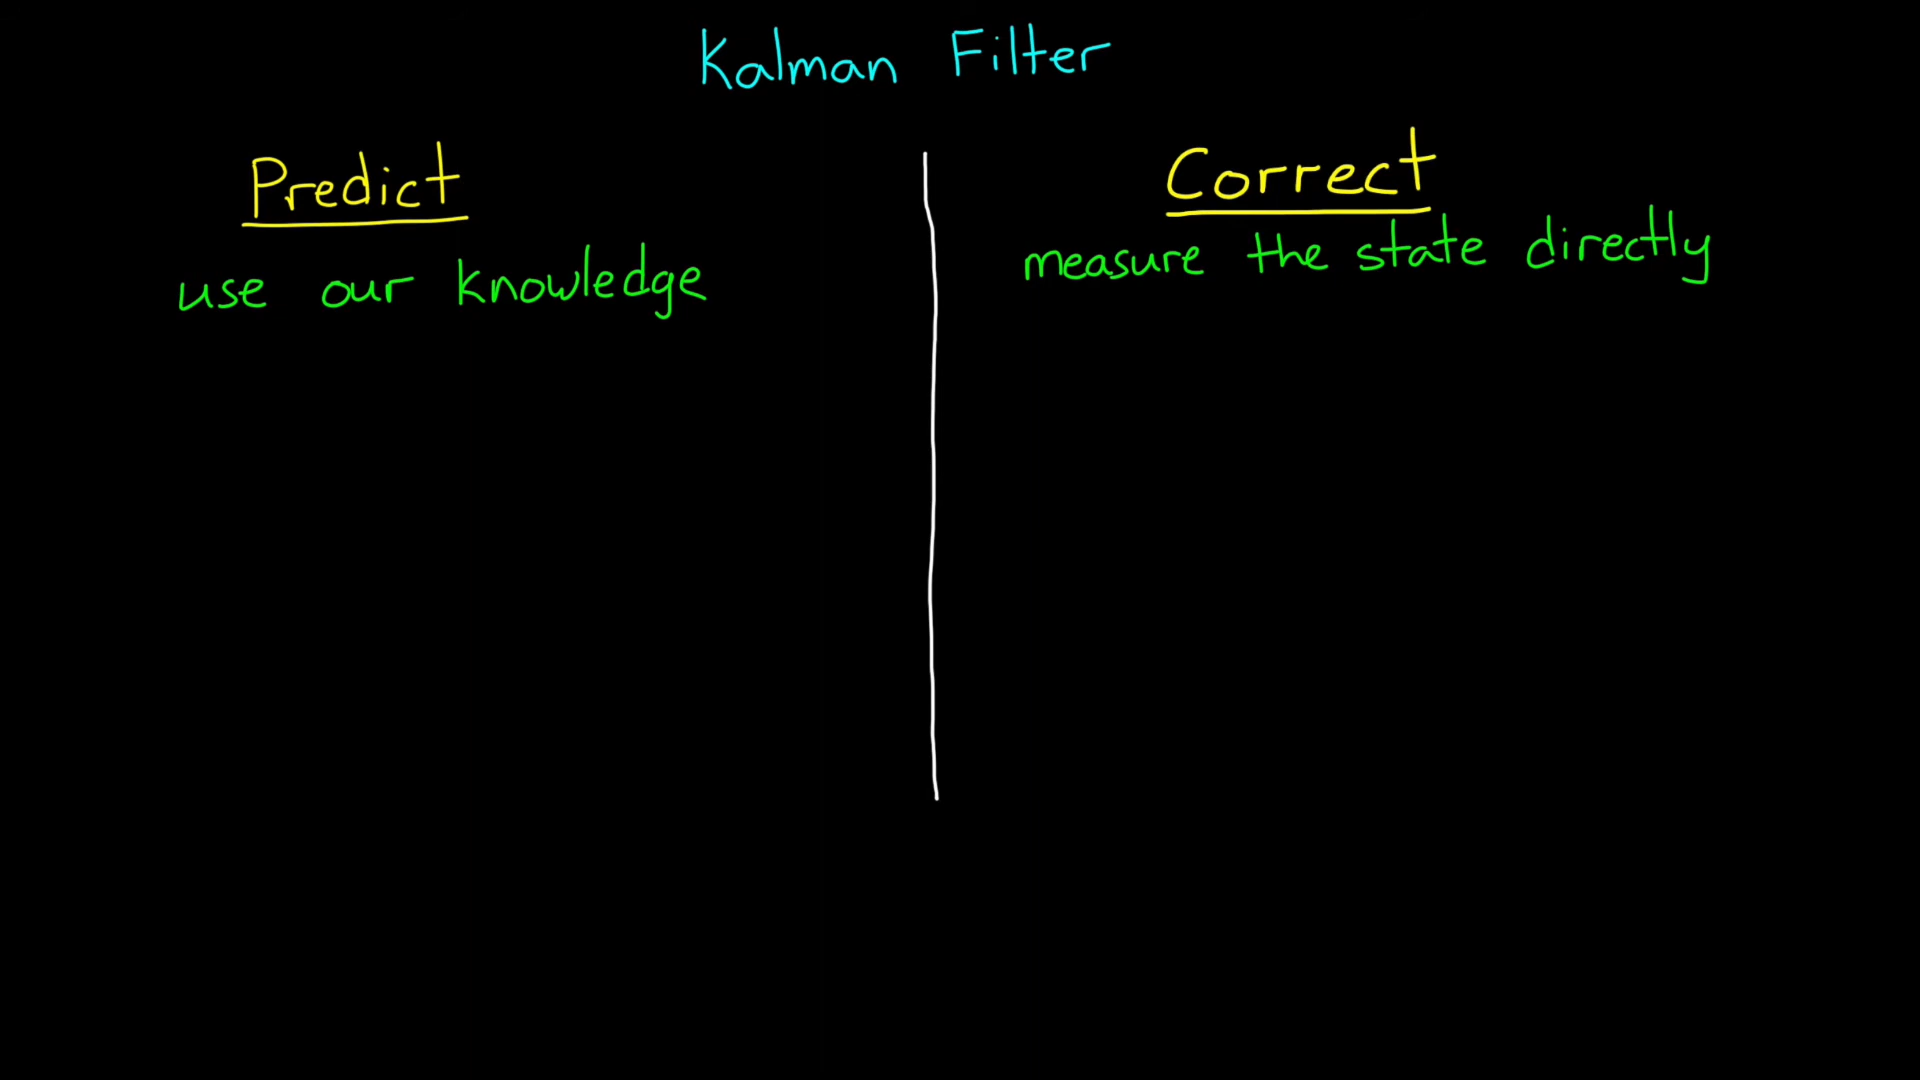 Kalman Filter
Predict
use our knowledge
Correct
measure the state directly